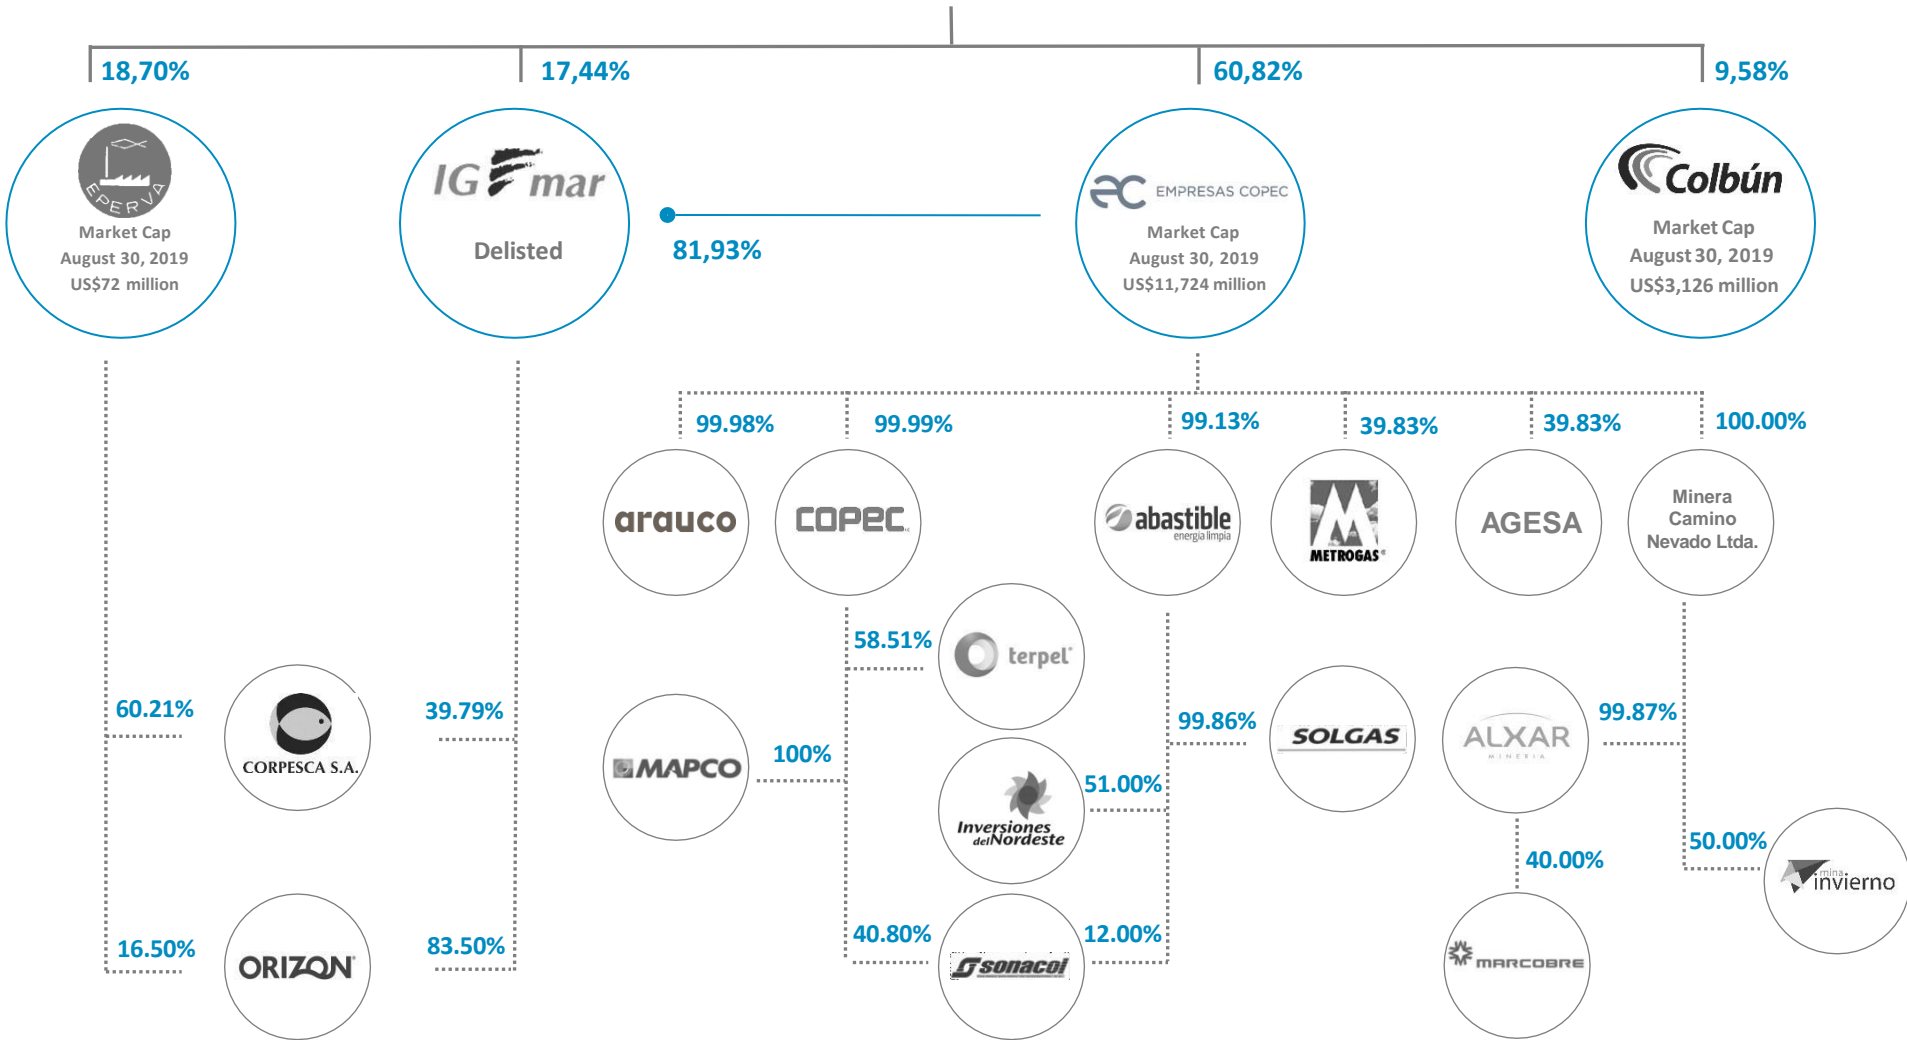 18,70%
17,44%
60,82%
9,58%
EPERVA
Market Cap
August 30, 2019
US$72 million
IG mar
Delisted
81,93%
EC EMPRESAS COPEC
Market Cap
August 30, 2019
US$11,724 million
Colbún
Market Cap
August 30, 2019
US$3,126 million
99.98%
99.99%
99.13%
39.83%
39.83%
100.00%
arauco
COPEC
abastible
energía limpia
METROGAS®
AGESA
Minera
Camino
Nevado Ltda.
58.51%
terpel®
60.21%
CORPESCA S.A.
39.79%
MAPCO
100%
99.86%
SOLGAS
ALXAR
MINERIA
99.87%
51.00%
Inversiones
del Nordeste
40.00%
50.00%
mina
invierno
16.50%
ORIZON
83.50%
40.80%
sonacol
12.00%
MARCOBRE